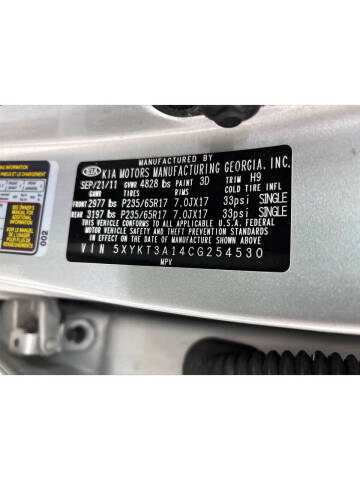 MANUFACTURED BY
KIA KIA MOTORS MANUFACTURING GEORGIA, INC.
SEP/21/11 GVWR 4828 lbs PAINT 3D TRIM H9
GAWR TIRES RIMS COLD TIRE INFL
FRONT 2977 lbs P235/65R17 7.0JX17 33psi SINGLE
REAR 3197 lbs P235/65R17 7.0JX17 33psi SINGLE
THIS VEHICLE CONFORMS TO ALL APPLICABLE U.S.A. FEDERAL
MOTOR VEHICLE SAFETY AND THEFT PREVENTION STANDARDS
IN EFFECT ON THE DATE OF MANUFACTURE SHOWN ABOVE
VIN 5XYKT3A14CG254530
MPV
002